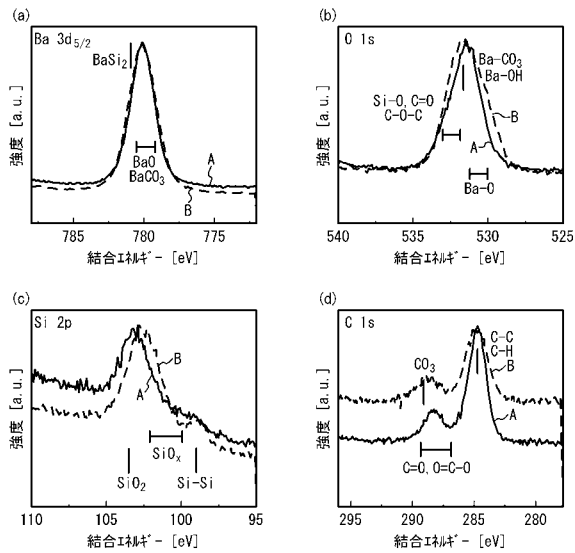 (a)
Ba 3d5/2
BaSi2
A
BaO
BaCO3
B
強度 [a.u.]
785 780 775
結合エネルギー [eV]
(b)
O 1s
Ba-CO3
Ba-OH
Si-O, C=O
C-O-C
B
A
Ba-O
強度 [a.u.]
540 535 530 525
結合エネルギー [eV]
(c)
Si 2p
B
A
SiOx
SiO2
Si-Si
強度 [a.u.]
110 105 100 95
結合エネルギー [eV]
(d)
C 1s
C-C
C-H
CO3
B
A
C=O, O=C-O
強度 [a.u.]
295 290 285 280
結合エネルギー [eV]